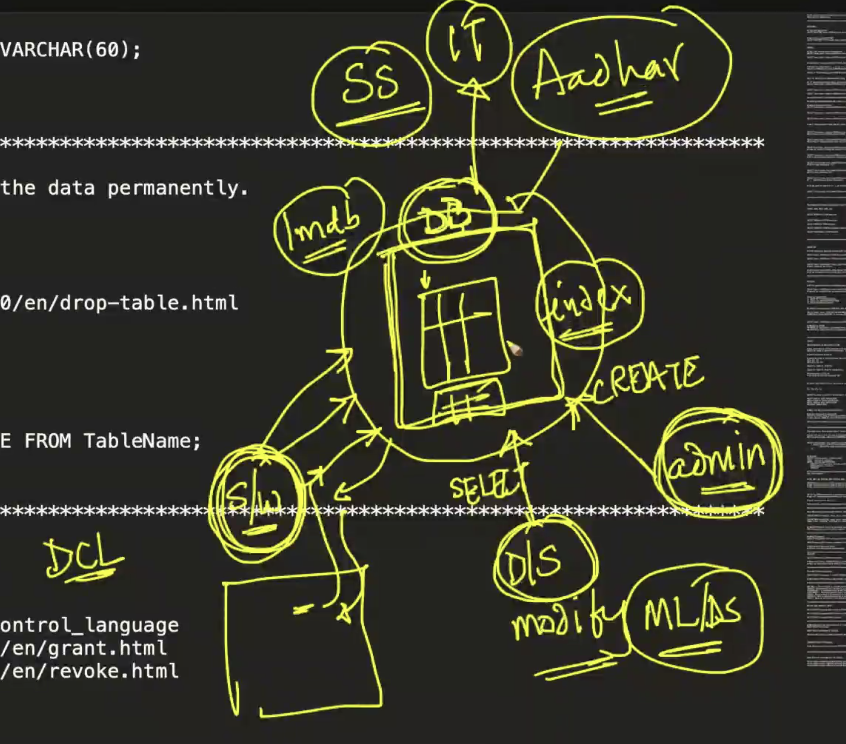 IT
VARCHAR(60);
SS
Aadhar
******************************************************************
the data permanently.
Imdb
DB
index
0/en/drop-table.html
CREATE
E FROM TableName;
admin
SELECT
S/w
******************************************************************
DCL
D/S
ontrol_language
modify
ML/DS
/en/grant.html
/en/revoke.html